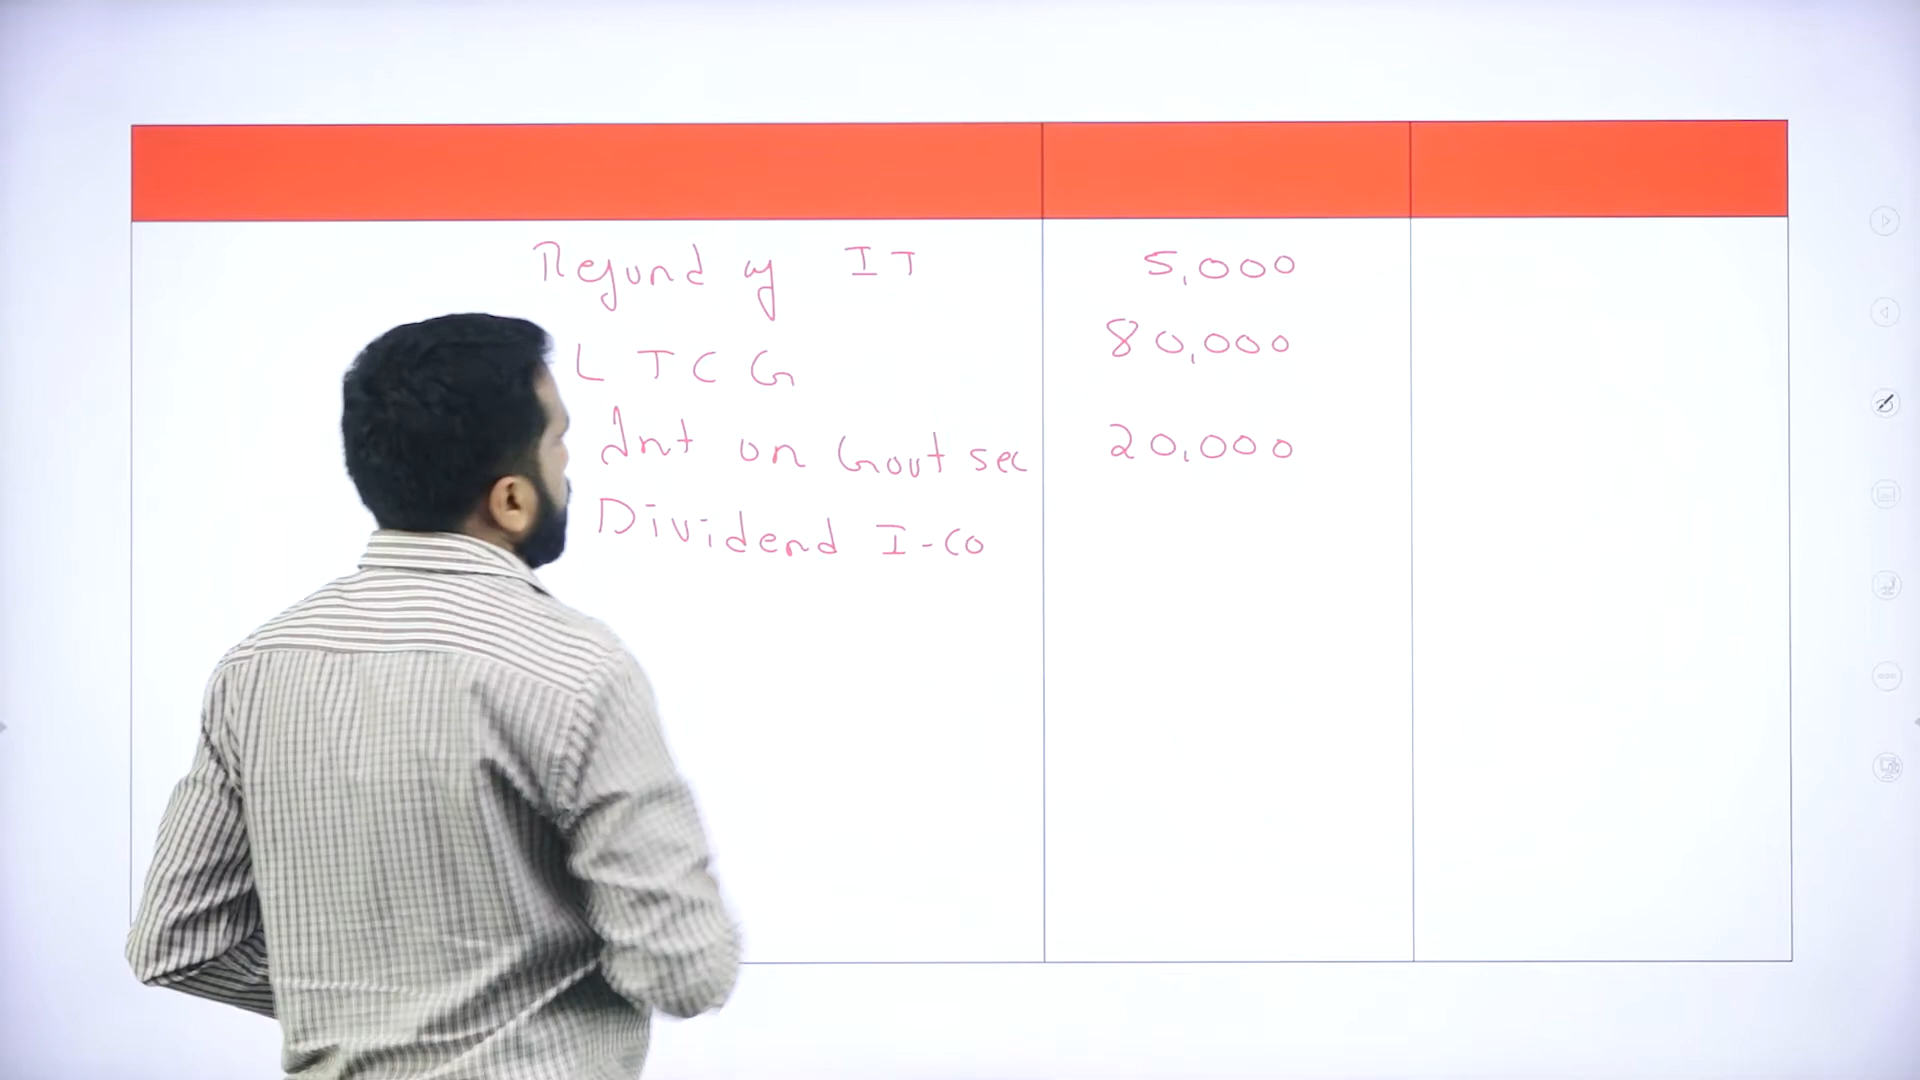 Refund of IT 5,000
LTCG 80,000
Int on Govt sec 20,000
Dividend I-Co